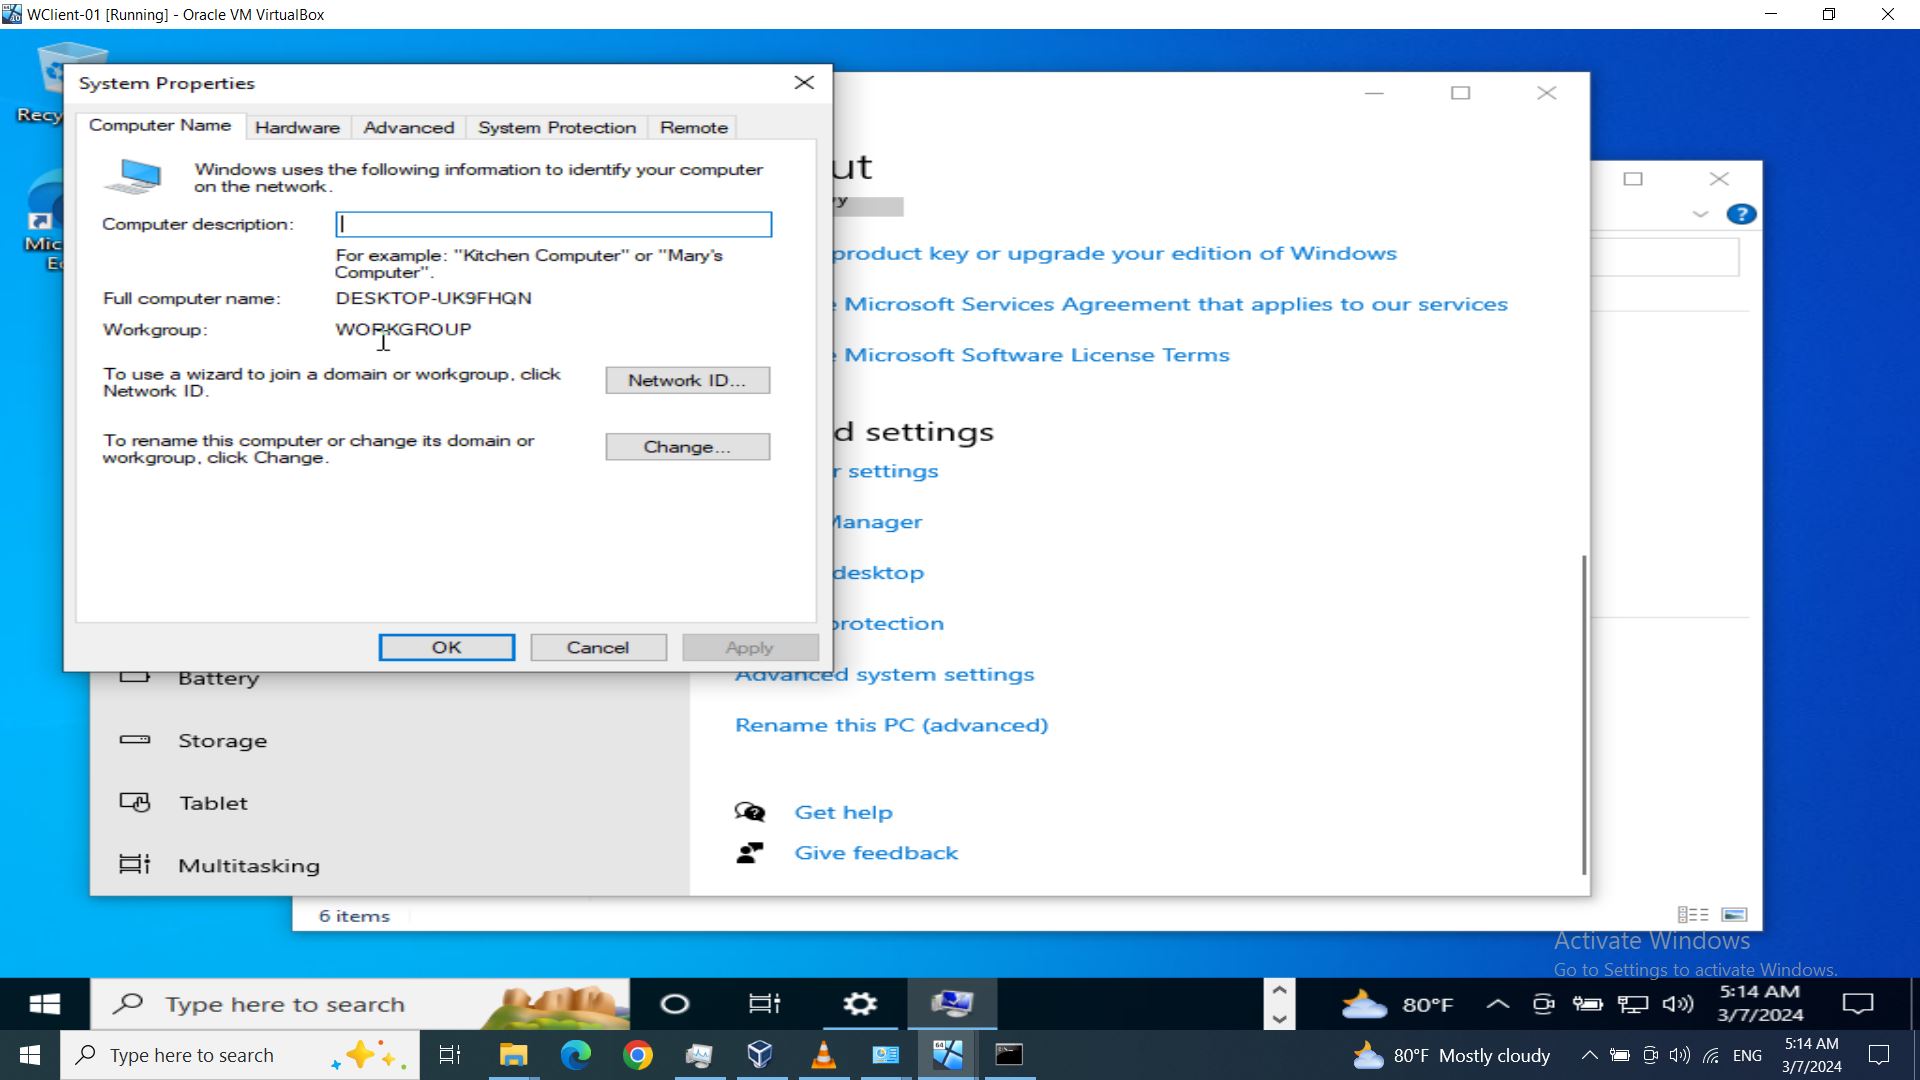 WClient-01 [Running] - Oracle VM VirtualBox
Recy
Mic
Ec
System Properties
Computer Name
Hardware
Advanced
System Protection
Remote
Windows uses the following information to identify your computer
on the network.
Computer description:
For example: "Kitchen Computer" or "Mary's
Computer".
Full computer name:
DESKTOP-UK9FHQN
Workgroup:
WORKGROUP
To use a wizard to join a domain or workgroup, click
Network ID.
Network ID...
To rename this computer or change its domain or
workgroup, click Change.
Change...
OK
Cancel
Apply
ut
y
product key or upgrade your edition of Windows
e Microsoft Services Agreement that applies to our services
e Microsoft Software License Terms
d settings
r settings
Manager
desktop
protection
Advanced system settings
Rename this PC (advanced)
Get help
Give feedback
Battery
Storage
Tablet
Multitasking
6 items
Activate Windows
Go to Settings to activate Windows.
Type here to search
80°F
5:14 AM
3/7/2024
Type here to search
64
80°F Mostly cloudy
ENG
5:14 AM
3/7/2024